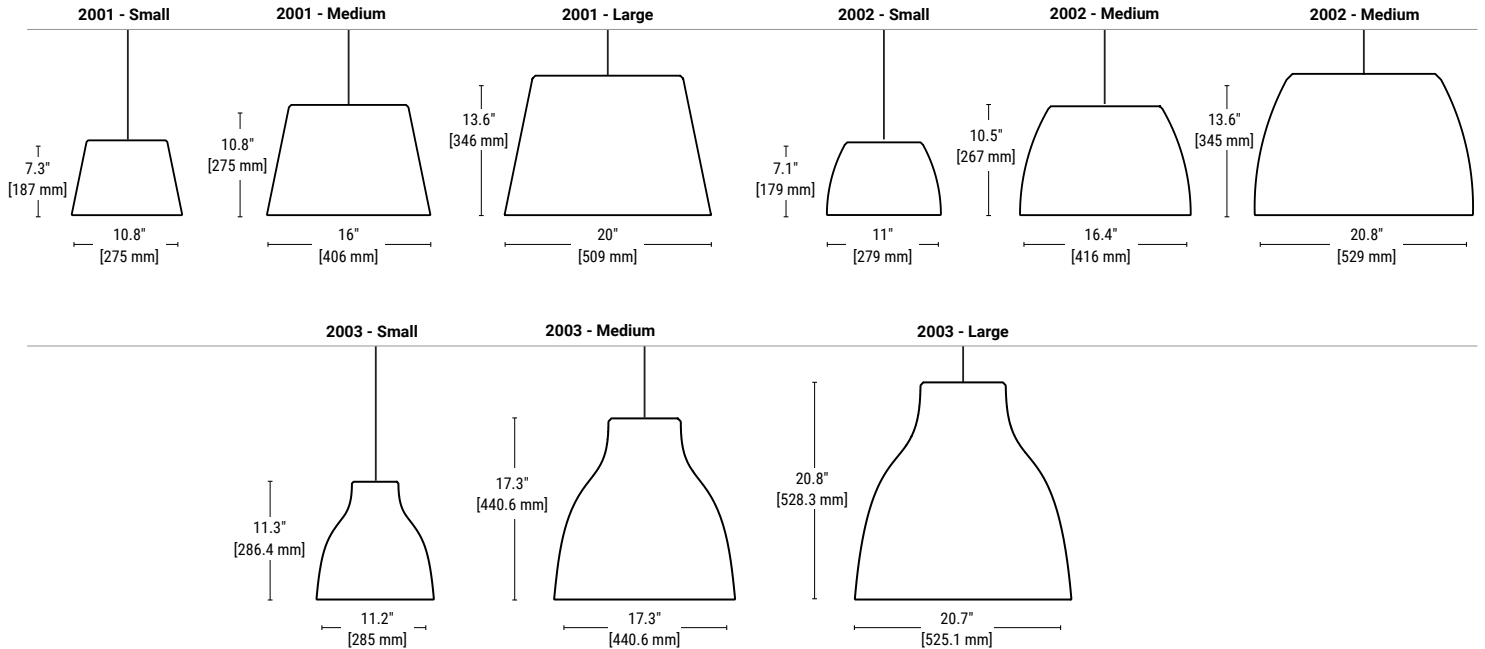 2001 - Small
2001 - Medium
2001 - Large
2002 - Small
2002 - Medium
2002 - Medium
7.3"
[187 mm]
10.8"
[275 mm]
10.8"
[275 mm]
16"
[406 mm]
13.6"
[346 mm]
20"
[509 mm]
7.1"
[179 mm]
11"
[279 mm]
10.5"
[267 mm]
16.4"
[416 mm]
13.6"
[345 mm]
20.8"
[529 mm]
2003 - Small
2003 - Medium
2003 - Large
11.3"
[286.4 mm]
11.2"
[285 mm]
17.3"
[440.6 mm]
17.3"
[440.6 mm]
20.8"
[528.3 mm]
20.7"
[525.1 mm]